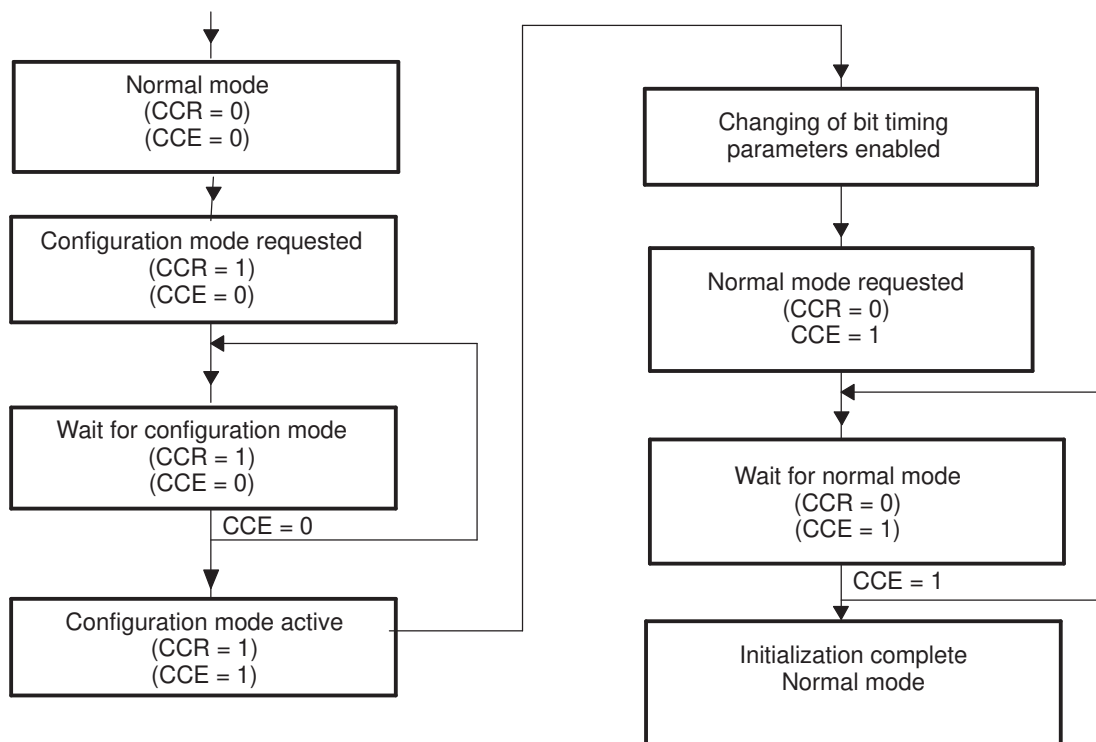 Normal mode
(CCR = 0)
(CCE = 0)
Configuration mode requested
(CCR = 1)
(CCE = 0)
Wait for configuration mode
(CCR = 1)
(CCE = 0)
CCE = 0
Configuration mode active
(CCR = 1)
(CCE = 1)
Changing of bit timing
parameters enabled
Normal mode requested
(CCR = 0)
CCE = 1
Wait for normal mode
(CCR = 0)
(CCE = 1)
CCE = 1
Initialization complete
Normal mode